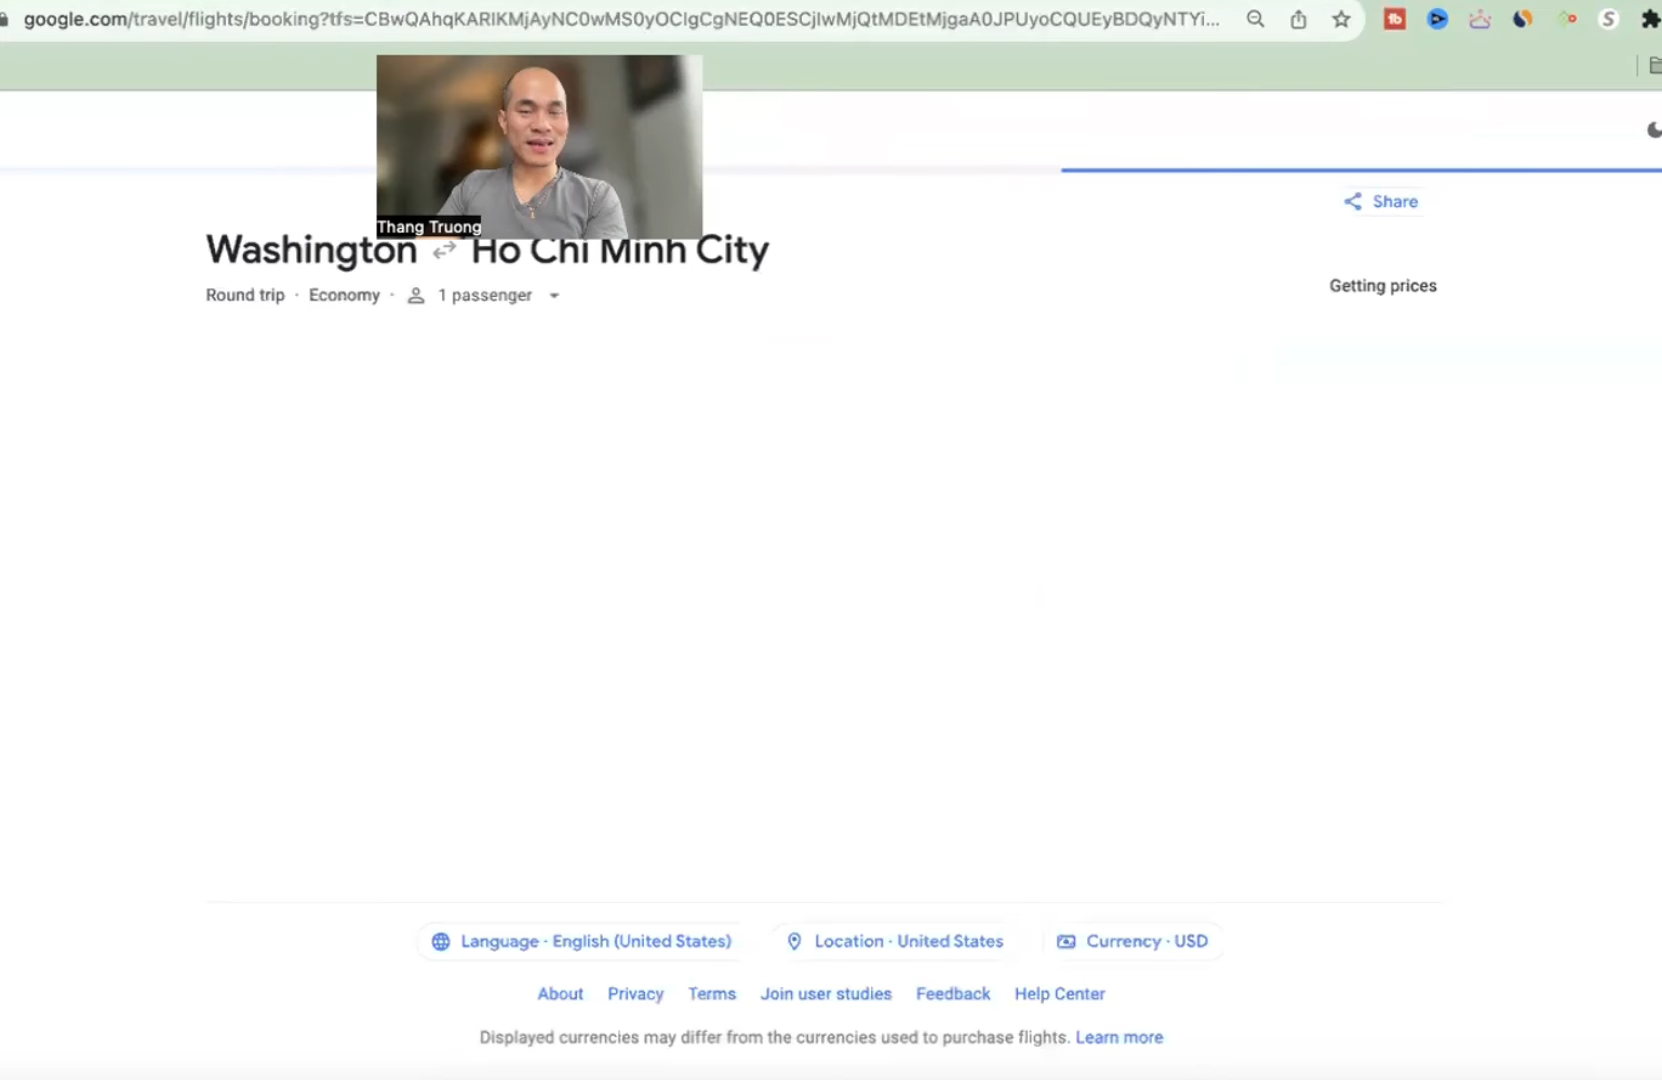 google.com/travel/flights/booking?tfs=CBwQAhqKARIKMjAyNC0wMS0yOCIgCgNEQ0ESCjIwMjQtMDEtMjgaA0JPUyoCQUEyBDQyNTYi...
Thang Truong
Share
Washington Ho Chi Minh City
Getting prices
Round trip · Economy · 1 passenger
Language · English (United States) Location · United States Currency · USD
About Privacy Terms Join user studies Feedback Help Center
Displayed currencies may differ from the currencies used to purchase flights. Learn more